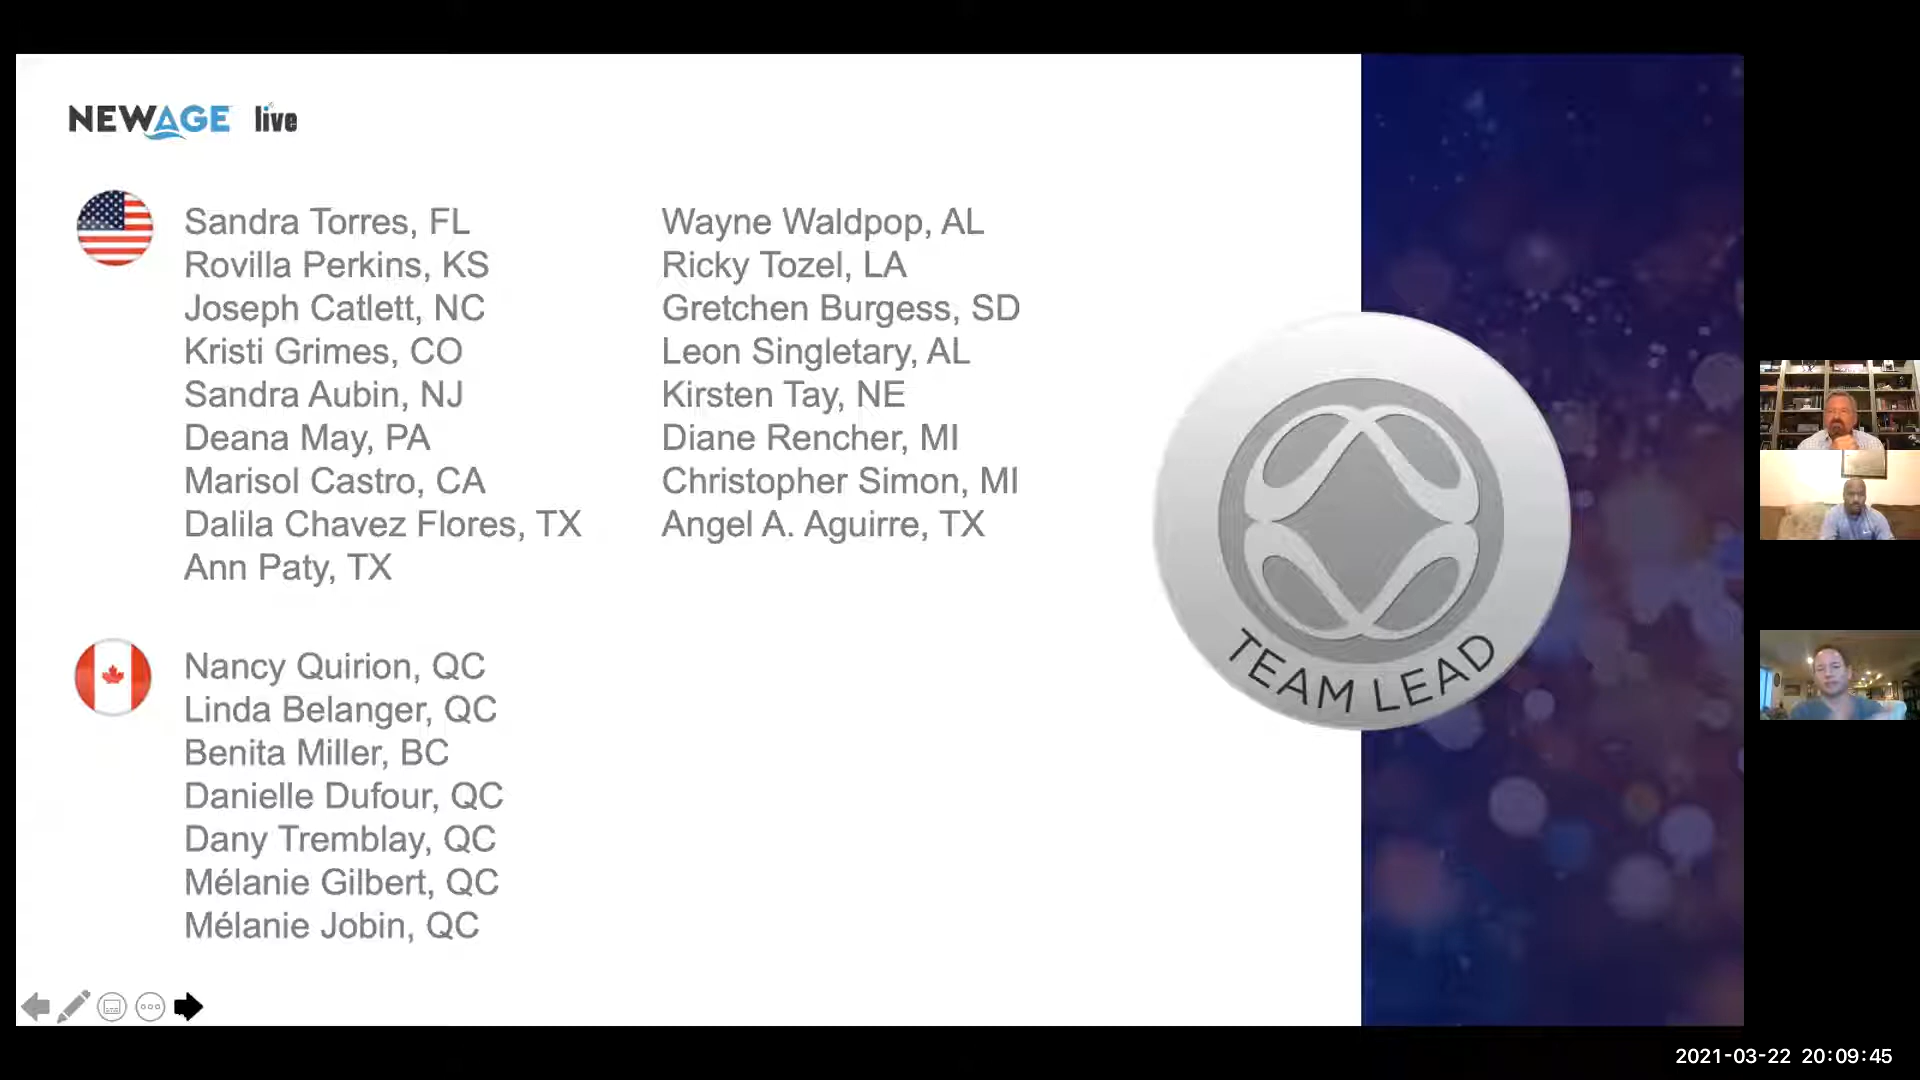 NEWAGE live
Sandra Torres, FL
Rovilla Perkins, KS
Joseph Catlett, NC
Kristi Grimes, CO
Sandra Aubin, NJ
Deana May, PA
Marisol Castro, CA
Dalila Chavez Flores, TX
Ann Paty, TX
Wayne Waldpop, AL
Ricky Tozel, LA
Gretchen Burgess, SD
Leon Singletary, AL
Kirsten Tay, NE
Diane Rencher, MI
Christopher Simon, MI
Angel A. Aguirre, TX
Nancy Quirion, QC
Linda Belanger, QC
Benita Miller, BC
Danielle Dufour, QC
Dany Tremblay, QC
Mélanie Gilbert, QC
Mélanie Jobin, QC
TEAM LEAD
2021-03-22 20:09:45